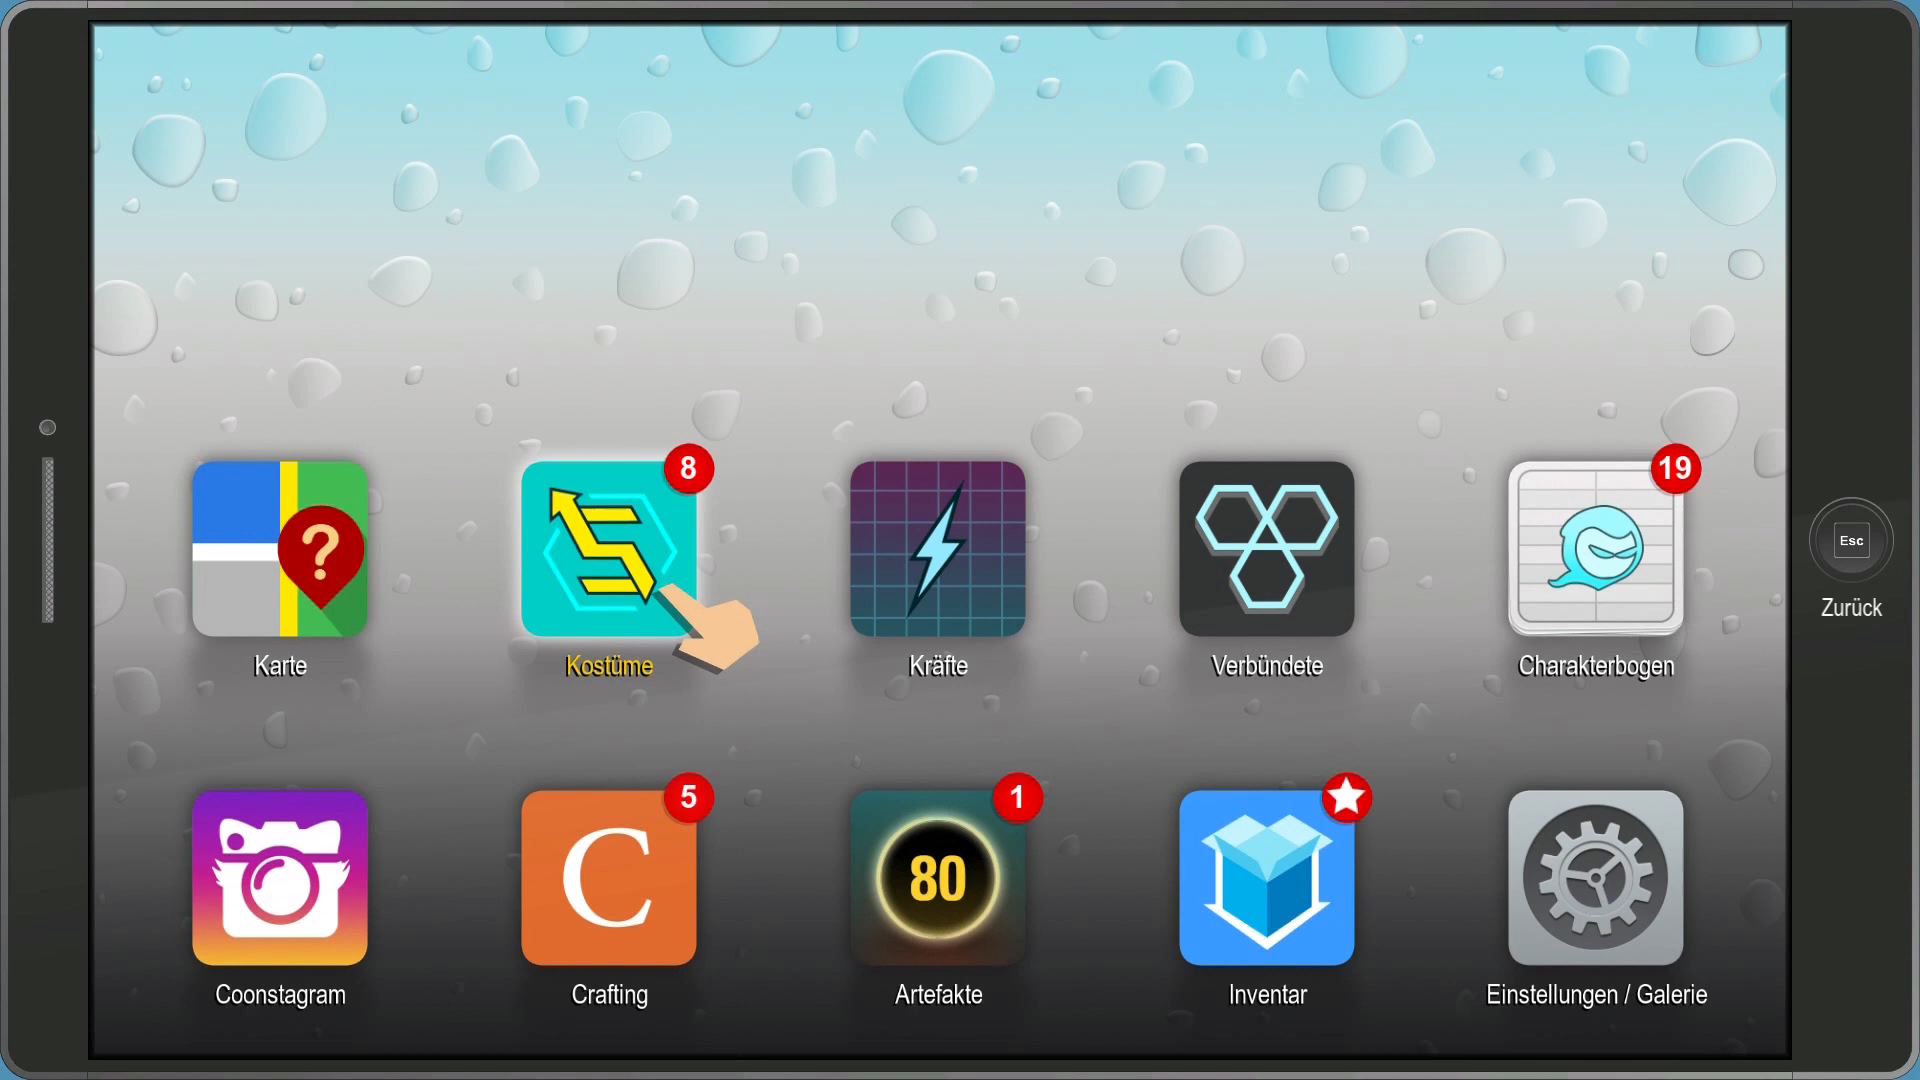 8
19
?
Esc
Zurück
Karte
Kostüme
Kräfte
Verbündete
Charakterbogen
5
1
C
80
Coonstagram
Crafting
Artefakte
Inventar
Einstellungen / Galerie